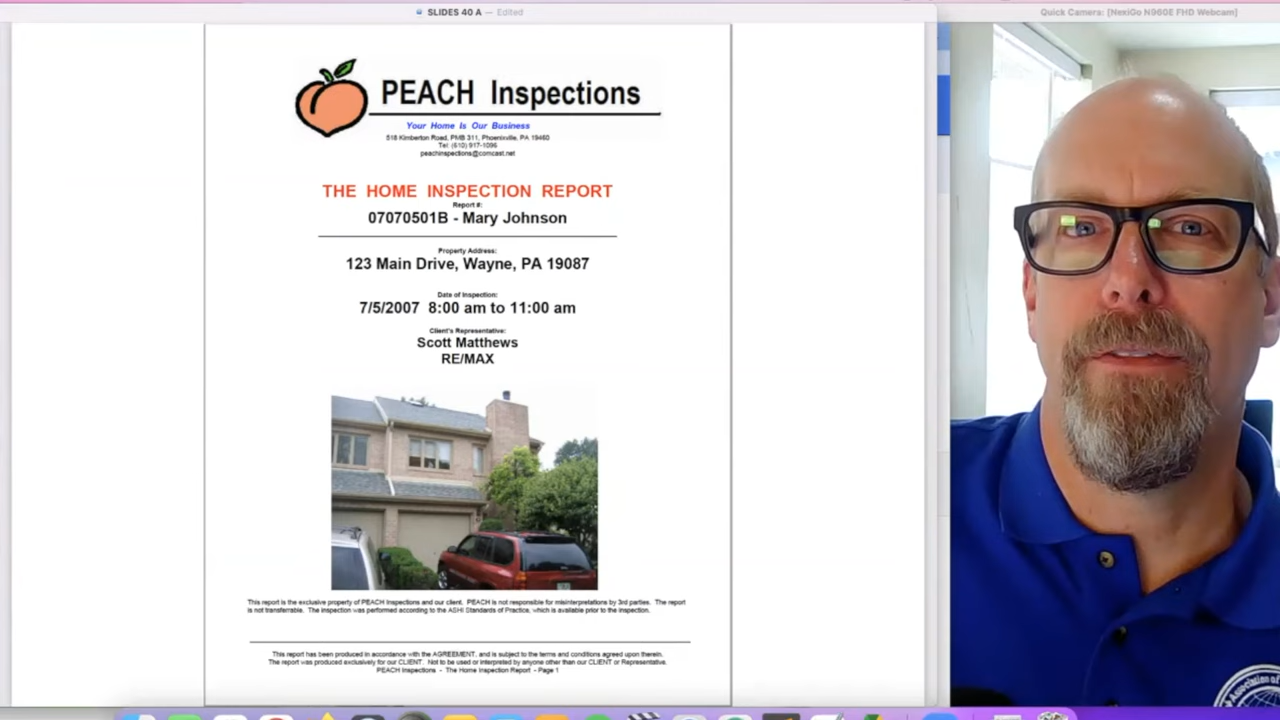 SLIDES 40 A — Edited
Quick Camera: [NexiGo N960E FHD Webcam]
PEACH Inspections
Your Home Is Our Business
518 Kimberton Road, PMB 311, Phoenixville, PA 19460
Tel: (610) 917-1096
peachinspections@comcast.net
THE HOME INSPECTION REPORT
Report #:
07070501B - Mary Johnson
Property Address:
123 Main Drive, Wayne, PA 19087
Date of Inspection:
7/5/2007 8:00 am to 11:00 am
Client's Representative:
Scott Matthews
RE/MAX
This report is the exclusive property of PEACH Inspections and our client. PEACH is not responsible for misinterpretations by 3rd parties. The report
is not transferrable. The inspection was performed according to the ASHI Standards of Practice, which is available prior to the inspection.
This report has been produced in accordance with the AGREEMENT, and is subject to the terms and conditions agreed upon therein.
The report was produced exclusively for our CLIENT. Not to be used or interpreted by anyone other than our CLIENT or Representative.
PEACH Inspections - The Home Inspection Report - Page 1
Association of